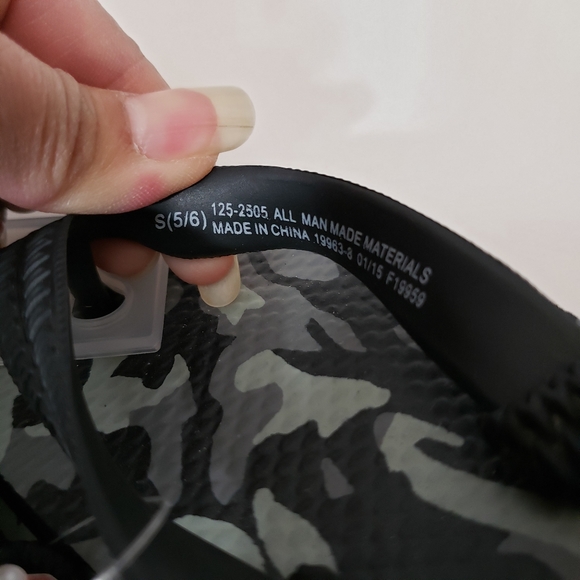 S(5/6) 125-2505 ALL MAN MADE MATERIALS
MADE IN CHINA 19963-8 01/15 F19959